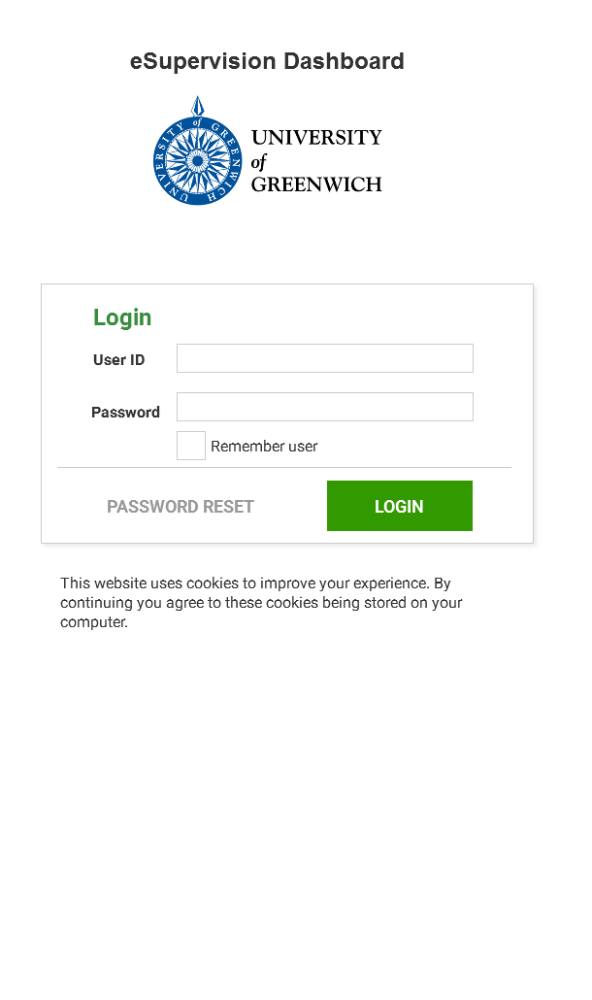 eSupervision Dashboard
UNIVERSITY of GREENWICH
UNIVERSITY
of
GREENWICH
Login
User ID
Password
Remember user
PASSWORD RESET
LOGIN
This website uses cookies to improve your experience. By
continuing you agree to these cookies being stored on your
computer.